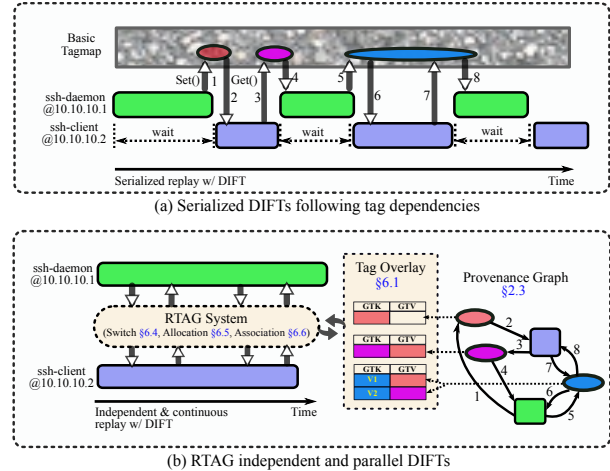 Basic
Tagmap
Set()
1
2
Get()
3
4
5
6
7
8
ssh-daemon
@10.10.10.1
ssh-client
@10.10.10.2
wait
wait
wait
Serialized replay w/ DIFT
Time
(a) Serialized DIFTs following tag dependencies
ssh-daemon
@10.10.10.1
RTAG System
(Switch §6.4, Allocation §6.5, Association §6.6)
ssh-client
@10.10.10.2
Independent & continuous
replay w/ DIFT
Time
Tag Overlay
§6.1
GTK GTV
GTK GTV
GTK GTV
V1
V2
Provenance Graph
§2.3
2
3
8
7
4
1
6
5
(b) RTAG independent and parallel DIFTs